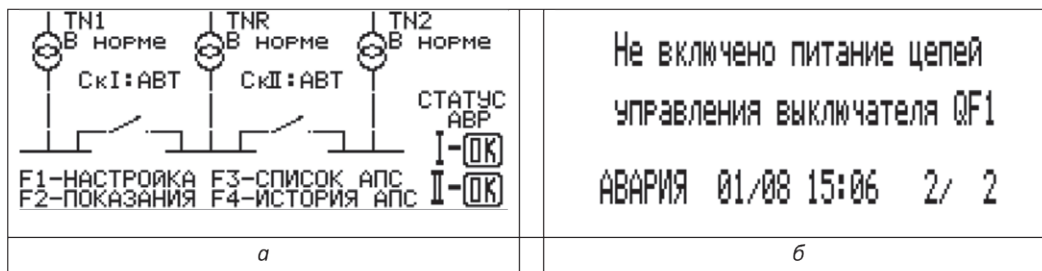 TN1 TNR TN2
В норме В норме В норме
СкI:АВТ СкII:АВТ
СТАТУС
АВР
I-OK
F1-НАСТРОЙКА F3-СПИСОК АПС
II-OK
F2-ПОКАЗАНИЯ F4-ИСТОРИЯ АПС
Не включено питание цепей
управления выключателя QF1
АВАРИЯ 01/08 15:06 2/ 2
а
б